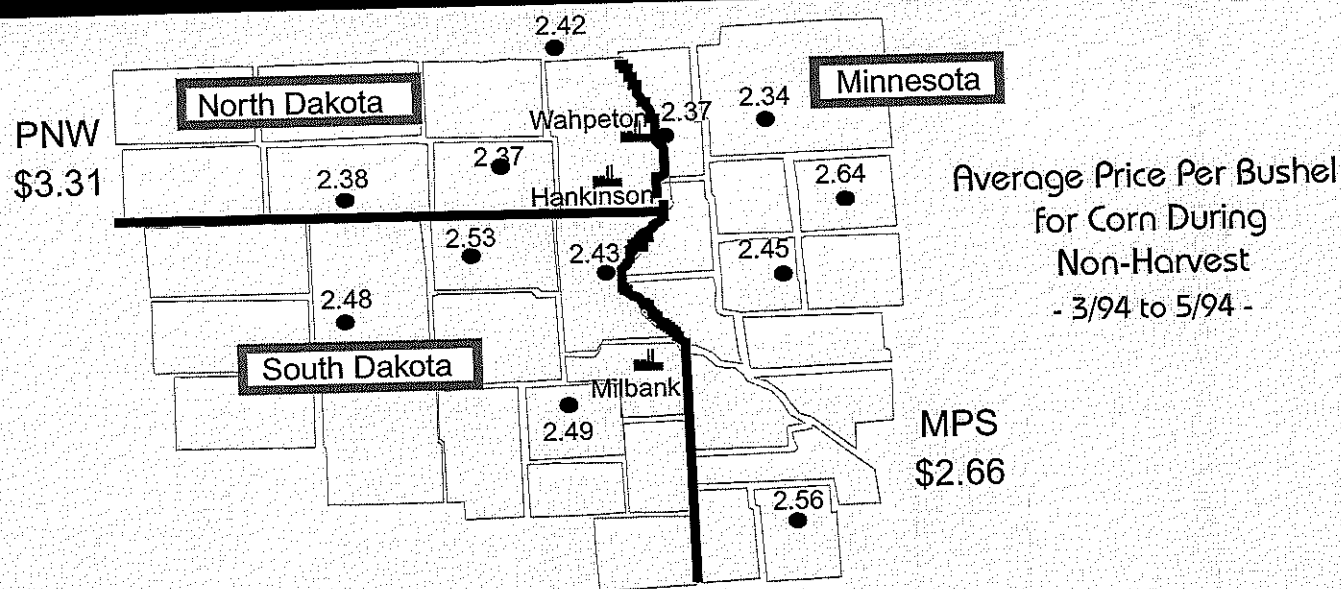 2.42
North Dakota
Minnesota
PNW
$3.31
Wahpeton
2.37
2.34
2.37
2.38
Hankinson
2.64
Average Price Per Bushel
for Corn During
Non-Harvest
- 3/94 to 5/94 -
2.53
2.43
2.45
2.48
South Dakota
Milbank
2.49
MPS
$2.66
2.56